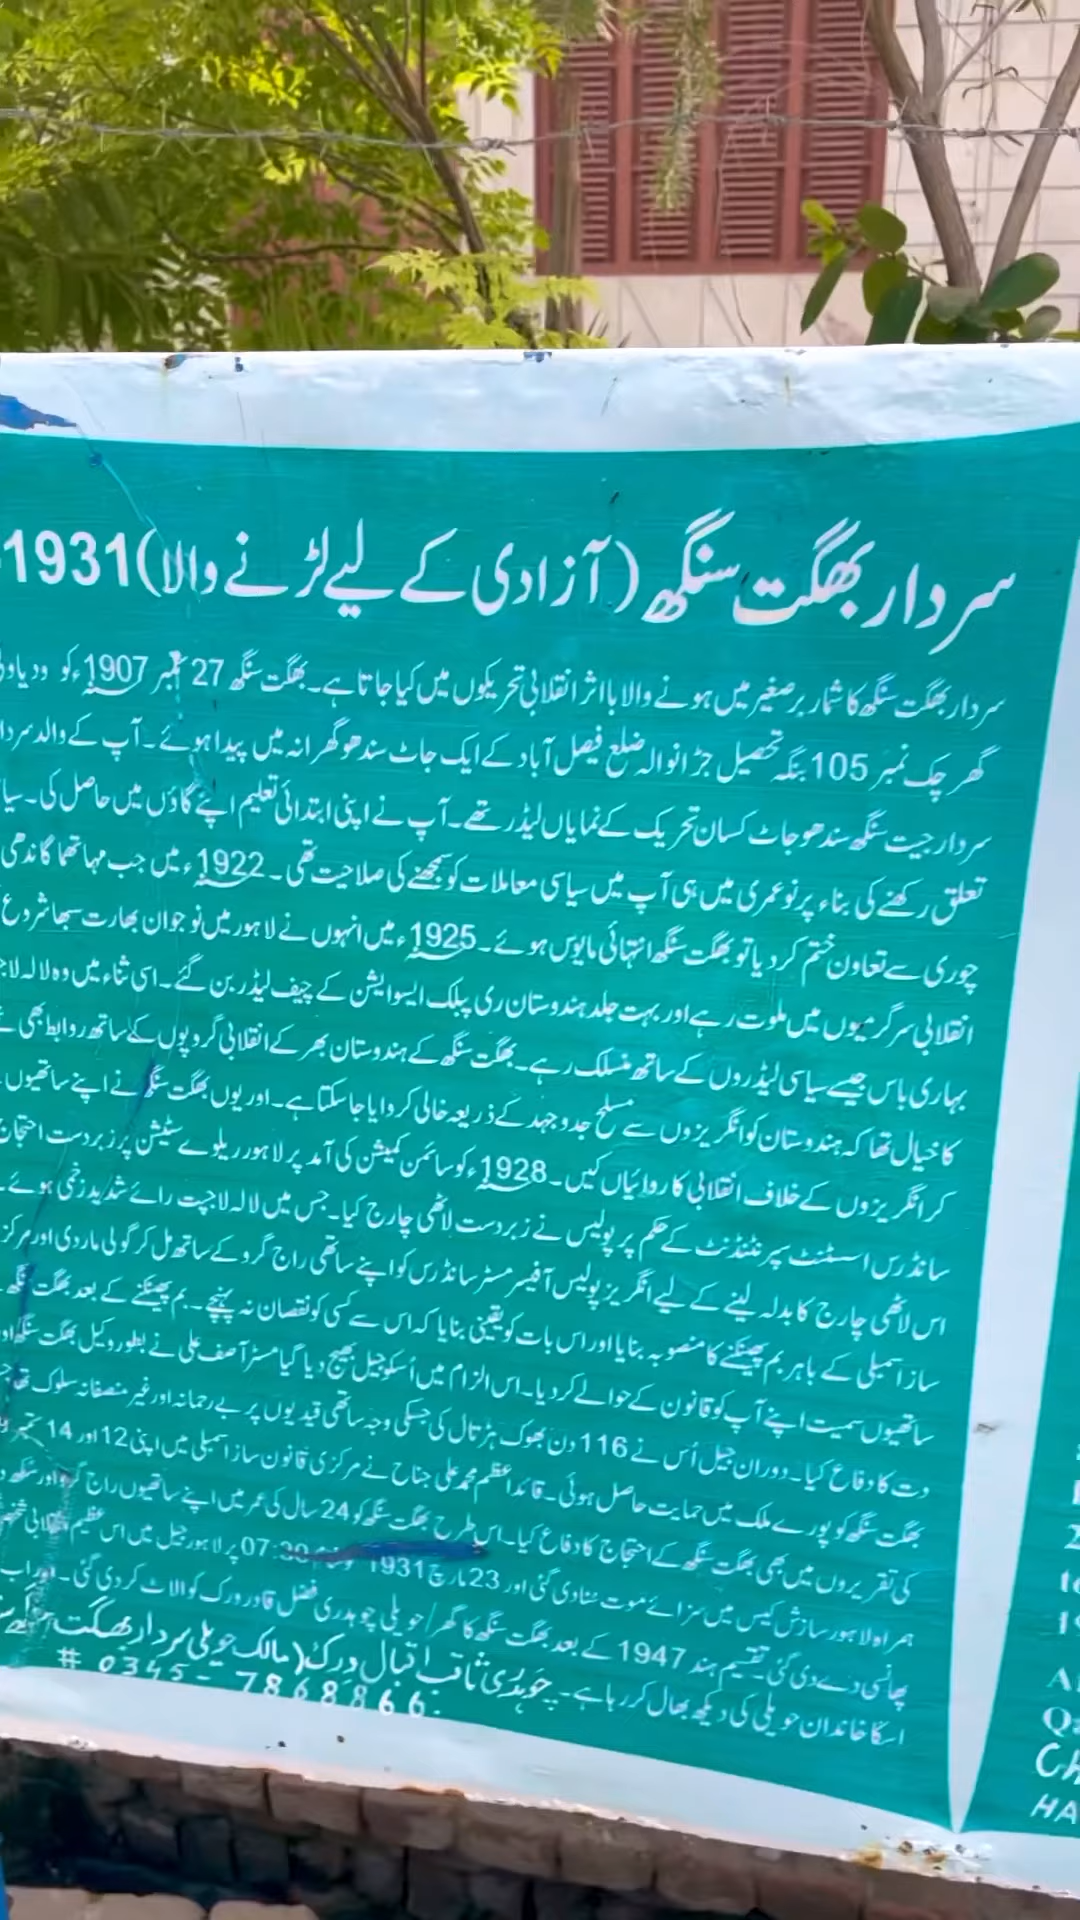 سردار بھگت سنگھ (آزادی کے لیے لڑنے والا) 1931-
سردار بھگت سنگھ کا شمار برصغیر میں ہونے والا با اثر انقلابی تحریکوں میں کیا جاتا ہے۔ بھگت سنگھ 27 ستمبر 1907ء کو
گھر چک نمبر 105 بنگہ تحصیل جڑانوالہ ضلع فیصل آباد کے ایک جاٹ سندھو گھرانہ میں پیدا ہوئے۔ آپ کے والد
سردار جیت سنگھ سندھو جاٹ کسان تحریک کے نمایاں لیڈر تھے۔ آپ نے اپنی ابتدائی تعلیم اپنے گاؤں میں حاصل کی۔
تعلق رکھنے کی بناء پر نوعمری میں ہی آپ میں سیاسی معاملات کو سمجھنے کی صلاحیت تھی۔ 1922ء میں جب مہاتما گاندھی
چوری سے تعاون ختم کر دیا تو بھگت سنگھ انتہائی مایوس ہوئے۔ 1925ء میں انہوں نے لاہور میں نوجوان بھارت سبھا شروع
انقلابی سرگرمیوں میں ملوث رہے اور بہت جلد ہندوستان ری پبلک ایسوایشن کے چیف لیڈر بن گئے۔ اسی ثناء میں وہ لالہ
بہاری باس جیسے سیاسی لیڈروں کے ساتھ منسلک رہے۔ بھگت سنگھ کے ہندوستان بھر کے انقلابی گروپوں کے ساتھ روابط بھی
کا خیال تھا کہ ہندوستان کو انگریزوں سے مسلح جدوجہد کے ذریعہ خالی کروایا جا سکتا ہے۔ اور یوں بھگت سنگھ نے اپنے ساتھیوں
کر انگریزوں کے خلاف انقلابی کاروائیاں کیں۔ 1928ء کو سائمن کمیشن کی آمد پر لاہور ریلوے سٹیشن پر زبردست احتجاج
سانڈرس اسسٹنٹ سپرنٹنڈنٹ کے حکم پر پولیس نے زبردست لاٹھی چارج کیا۔ جس میں لالہ لاجپت رائے شدید زخمی ہوئے۔
اس لاٹھی چارج کا بدلہ لینے کے لیے انگریز پولیس آفیسر مسٹر سانڈرس کو اپنے ساتھی راج گرو کے ساتھ مل کر گولی مار دی اور مرکز
ساز اسمبلی کے باہر بم پھینکنے کا منصوبہ بنایا اور اس بات کو یقینی بنایا کہ اس سے کسی کو نقصان نہ پہنچے۔ بم پھینکنے کے بعد بھگت سنگھ
ساتھیوں سمیت اپنے آپ کو قانون کے حوالے کر دیا۔ اس الزام میں اُسکو جیل بھیج دیا گیا مسٹر آصف علی نے بطور وکیل بھگت سنگھ
دت کا دفاع کیا۔ دوران جیل اُس نے 116 دن بھوک ہڑتال کی جسکی وجہ ساتھی قیدیوں پر بے رحمانہ اور غیر منصفانہ سلوک تھا
بھگت سنگھ کو پورے ملک میں حمایت حاصل ہوئی۔ قائداعظم محمد علی جناح نے مرکزی قانون ساز اسمبلی میں اپنی 12 اور 14 ستمبر
کی تقریروں میں بھی بھگت سنگھ کے احتجاج کا دفاع کیا۔ اس طرح بھگت سنگھ کو 24 سال کی عمر میں اپنے ساتھیوں راج گرو اور سکھ
ہمراہ لاہور سازش کیس میں سزائے موت سنا دی گئی اور 23 مارچ 1931 07:30 پر لاہور جیل میں اس عظیم انقلابی
پھانسی دے دی گئی۔ تقسیم ہند 1947 کے بعد بھگت سنگھ کا گھر/حویلی چوہدری فضل قادر ورک کو الاٹ کر دی گئی۔ اور اب
اسکا خاندان حویلی کی دیکھ بھال کر رہا ہے۔ چوہدری ثاقب اقبال ورک (مالک حویلی سردار بھگت سنگھ
# 0345-7868866
A
Q
CH
HA